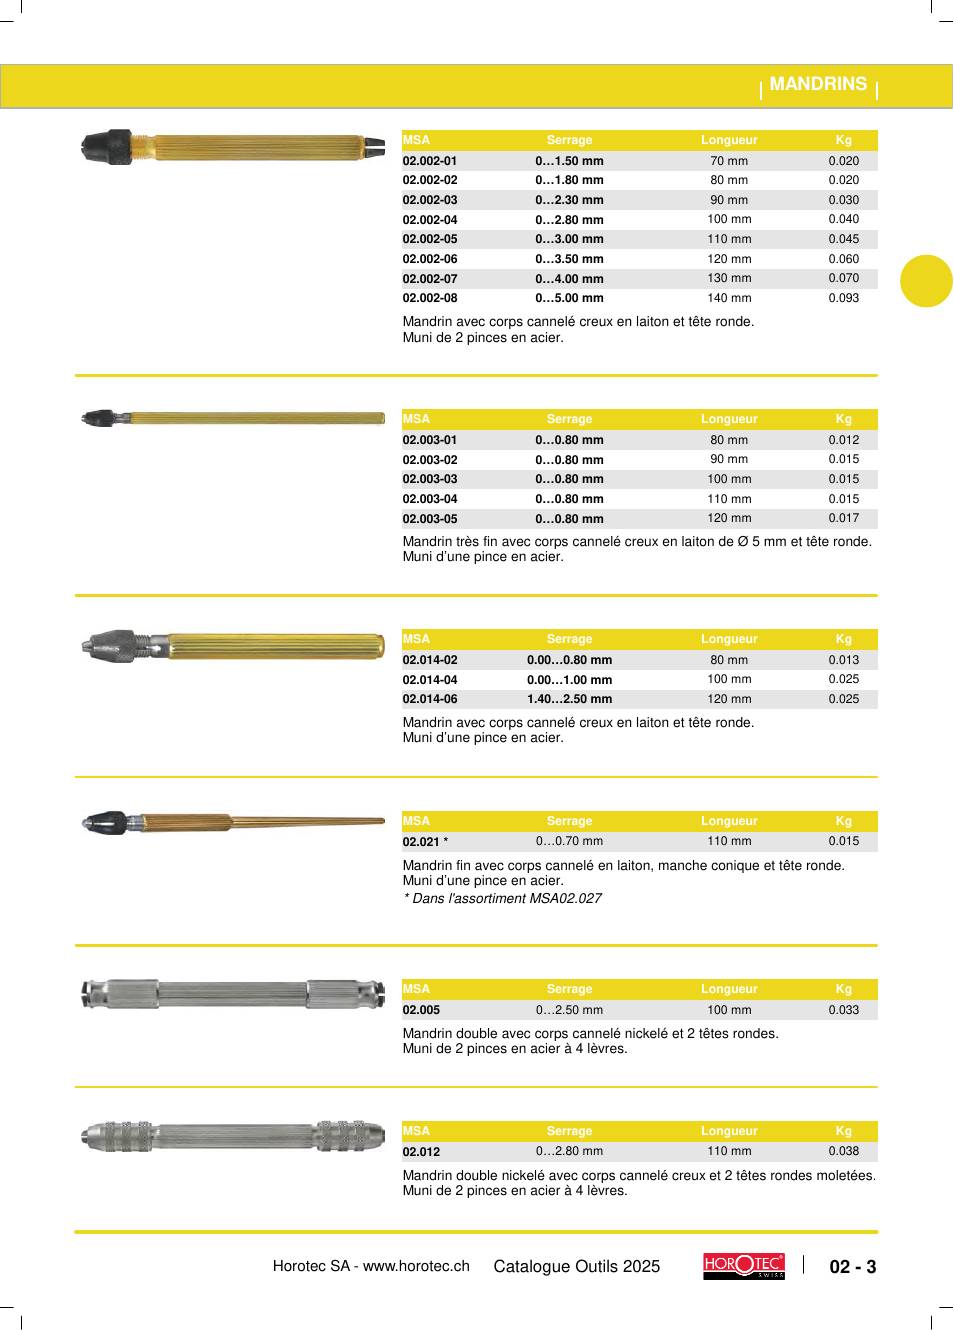 MANDRINS
MSA Serrage Longueur Kg
02.002-01 0…1.50 mm 70 mm 0.020
02.002-02 0…1.80 mm 80 mm 0.020
02.002-03 0…2.30 mm 90 mm 0.030
02.002-04 0…2.80 mm 100 mm 0.040
02.002-05 0…3.00 mm 110 mm 0.045
02.002-06 0…3.50 mm 120 mm 0.060
02.002-07 0…4.00 mm 130 mm 0.070
02.002-08 0…5.00 mm 140 mm 0.093
Mandrin avec corps cannelé creux en laiton et tête ronde.
Muni de 2 pinces en acier.
MSA Serrage Longueur Kg
02.003-01 0…0.80 mm 80 mm 0.012
02.003-02 0…0.80 mm 90 mm 0.015
02.003-03 0…0.80 mm 100 mm 0.015
02.003-04 0…0.80 mm 110 mm 0.015
02.003-05 0…0.80 mm 120 mm 0.017
Mandrin très fin avec corps cannelé creux en laiton de Ø 5 mm et tête ronde.
Muni d’une pince en acier.
MSA Serrage Longueur Kg
02.014-02 0.00…0.80 mm 80 mm 0.013
02.014-04 0.00…1.00 mm 100 mm 0.025
02.014-06 1.40…2.50 mm 120 mm 0.025
Mandrin avec corps cannelé creux en laiton et tête ronde.
Muni d’une pince en acier.
MSA Serrage Longueur Kg
02.021 * 0…0.70 mm 110 mm 0.015
Mandrin fin avec corps cannelé en laiton, manche conique et tête ronde.
Muni d’une pince en acier.
* Dans l'assortiment MSA02.027
MSA Serrage Longueur Kg
02.005 0…2.50 mm 100 mm 0.033
Mandrin double avec corps cannelé nickelé et 2 têtes rondes.
Muni de 2 pinces en acier à 4 lèvres.
MSA Serrage Longueur Kg
02.012 0…2.80 mm 110 mm 0.038
Mandrin double nickelé avec corps cannelé creux et 2 têtes rondes moletées.
Muni de 2 pinces en acier à 4 lèvres.
Horotec SA - www.horotec.ch Catalogue Outils 2025 HOROTEC® SWISS 02 - 3